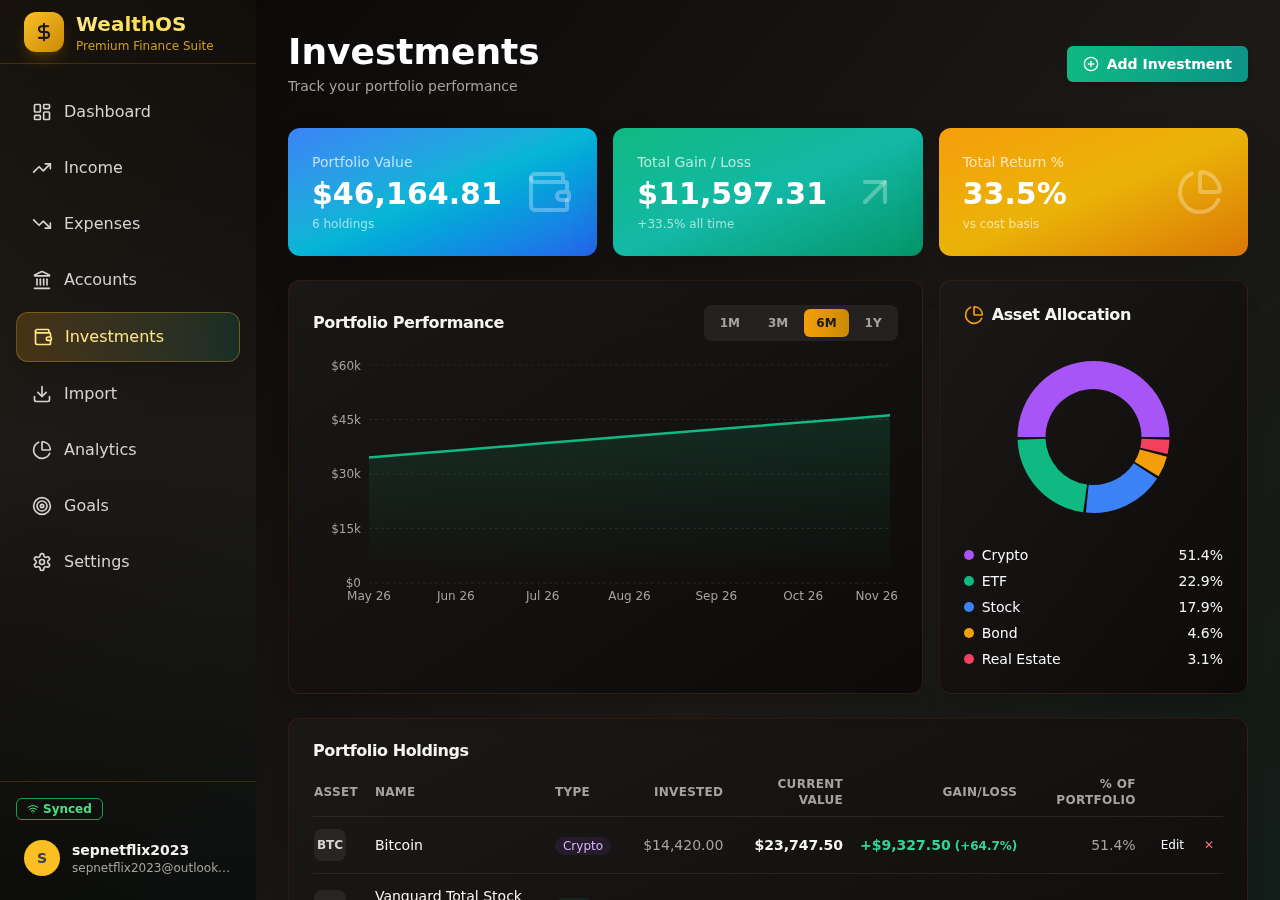 WealthOS
Premium Finance Suite
Dashboard
Income
Expenses
Accounts
Investments
Import
Analytics
Goals
Settings
Synced
S
sepnetflix2023
sepnetflix2023@outlook...
Investments
Track your portfolio performance
Add Investment
Portfolio Value
$46,164.81
6 holdings
Total Gain / Loss
$11,597.31
+33.5% all time
Total Return %
33.5%
vs cost basis
Portfolio Performance
1M 3M 6M 1Y
$60k
$45k
$30k
$15k
$0
May 26 Jun 26 Jul 26 Aug 26 Sep 26 Oct 26 Nov 26
Asset Allocation
Crypto 51.4%
ETF 22.9%
Stock 17.9%
Bond 4.6%
Real Estate 3.1%
Portfolio Holdings
ASSET NAME TYPE INVESTED CURRENT VALUE GAIN/LOSS % OF PORTFOLIO
BTC Bitcoin Crypto $14,420.00 $23,747.50 +$9,327.50 (+64.7%) 51.4% Edit ✕
Vanguard Total Stock